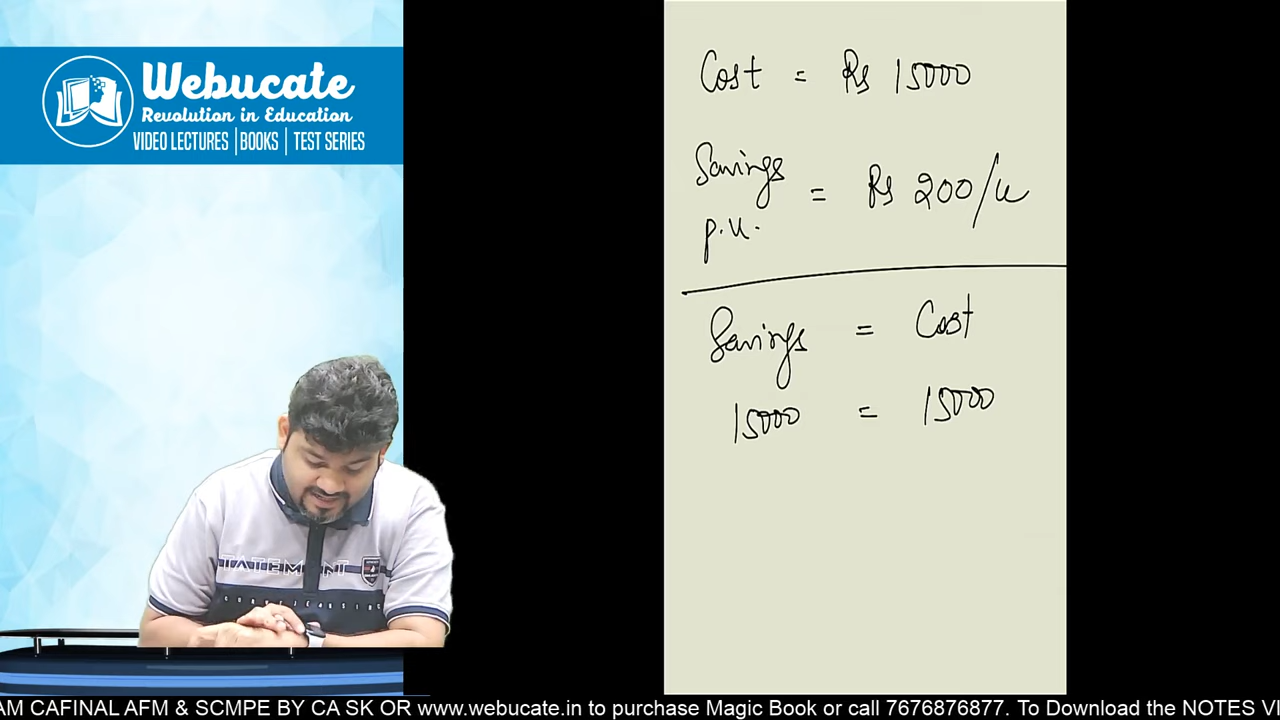 Webucate
Revolution in Education
VIDEO LECTURES | BOOKS | TEST SERIES
Cost = Rs 15000
Savings
p.u. = Rs 200/u
Savings = Cost
15000 = 15000
TATEMENT
AM CAFINAL AFM & SCMPE BY CA SK OR www.webucate.in to purchase Magic Book or call 7676876877. To Download the NOTES VI